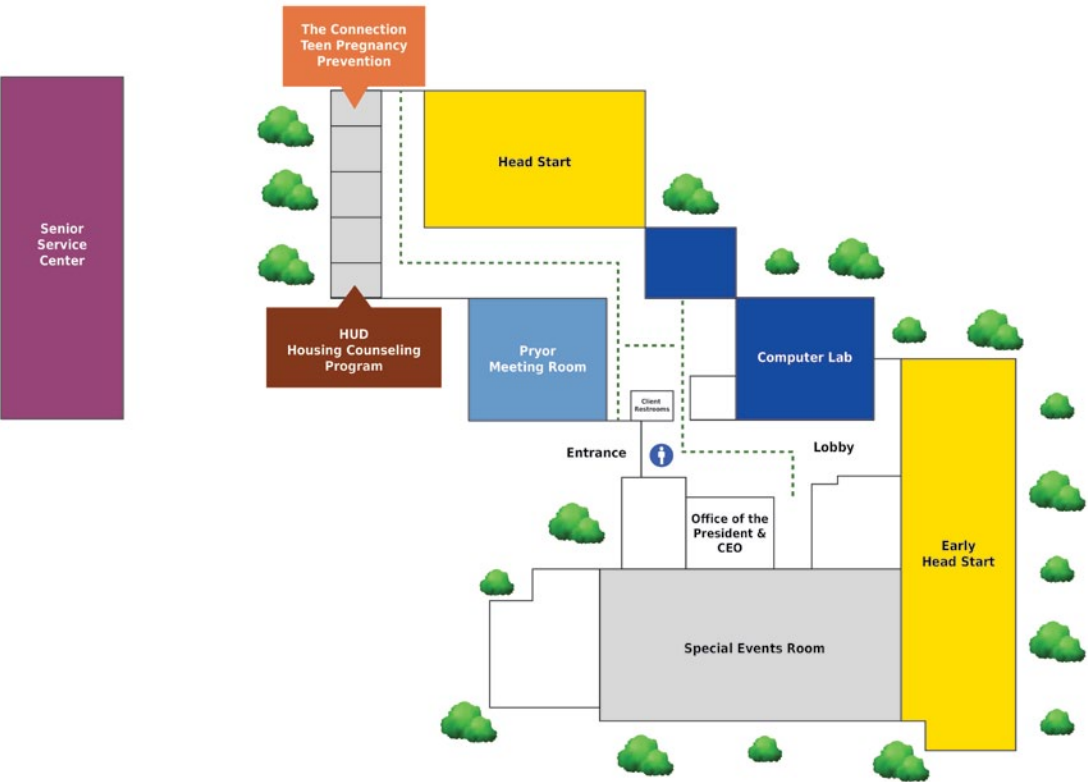 The Connection
Teen Pregnancy
Prevention
Head Start
Senior
Service
Center
HUD
Housing Counseling
Program
Pryor
Meeting Room
Computer Lab
Client
Restrooms
Entrance
Lobby
Office of the
President &
CEO
Early
Head Start
Special Events Room